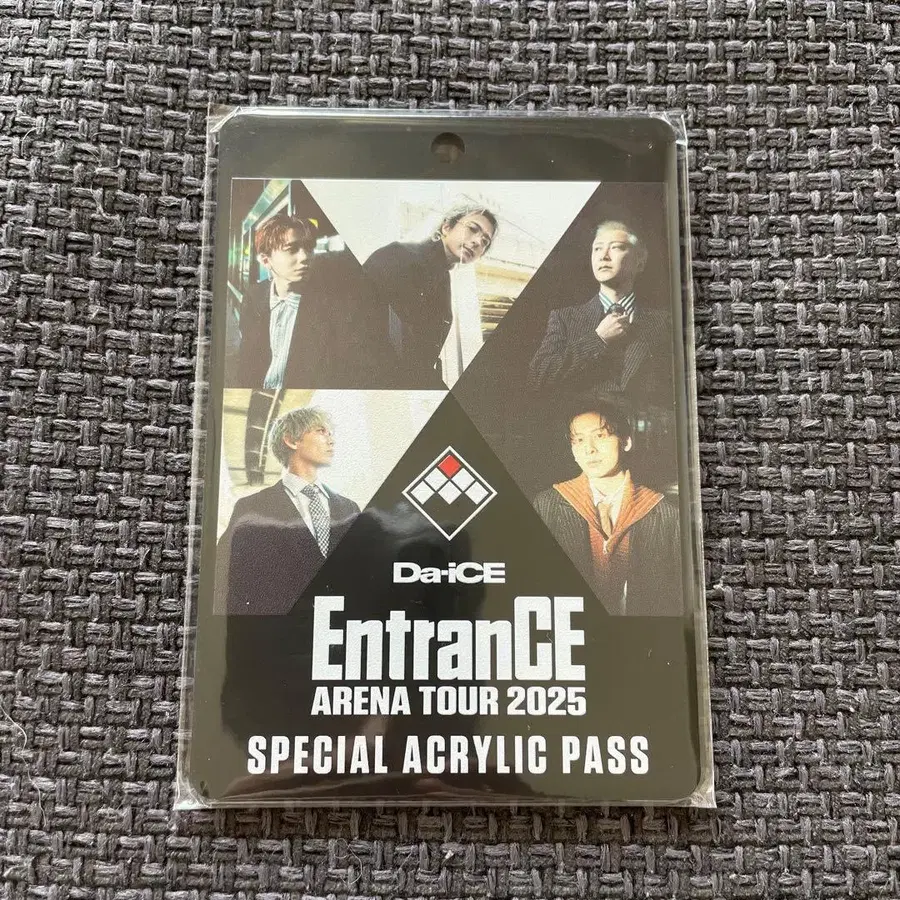 Da-iCE
EntranCE
ARENA TOUR 2025
SPECIAL ACRYLIC PASS